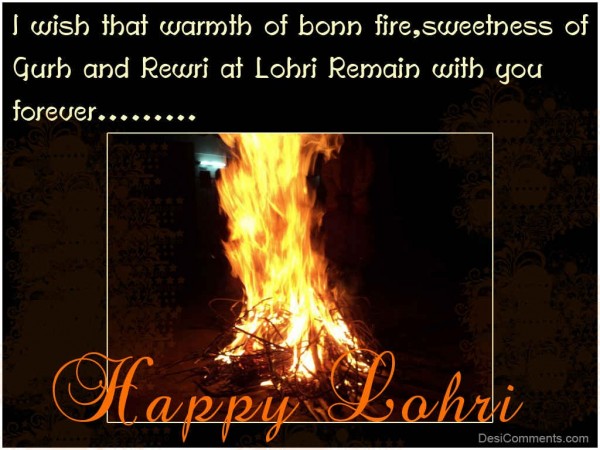 I wish that warmth of bonn fire,sweetness of
Gurh and Rewri at Lohri Remain with you
forever.........
Happy Lohri
DesiComments.com